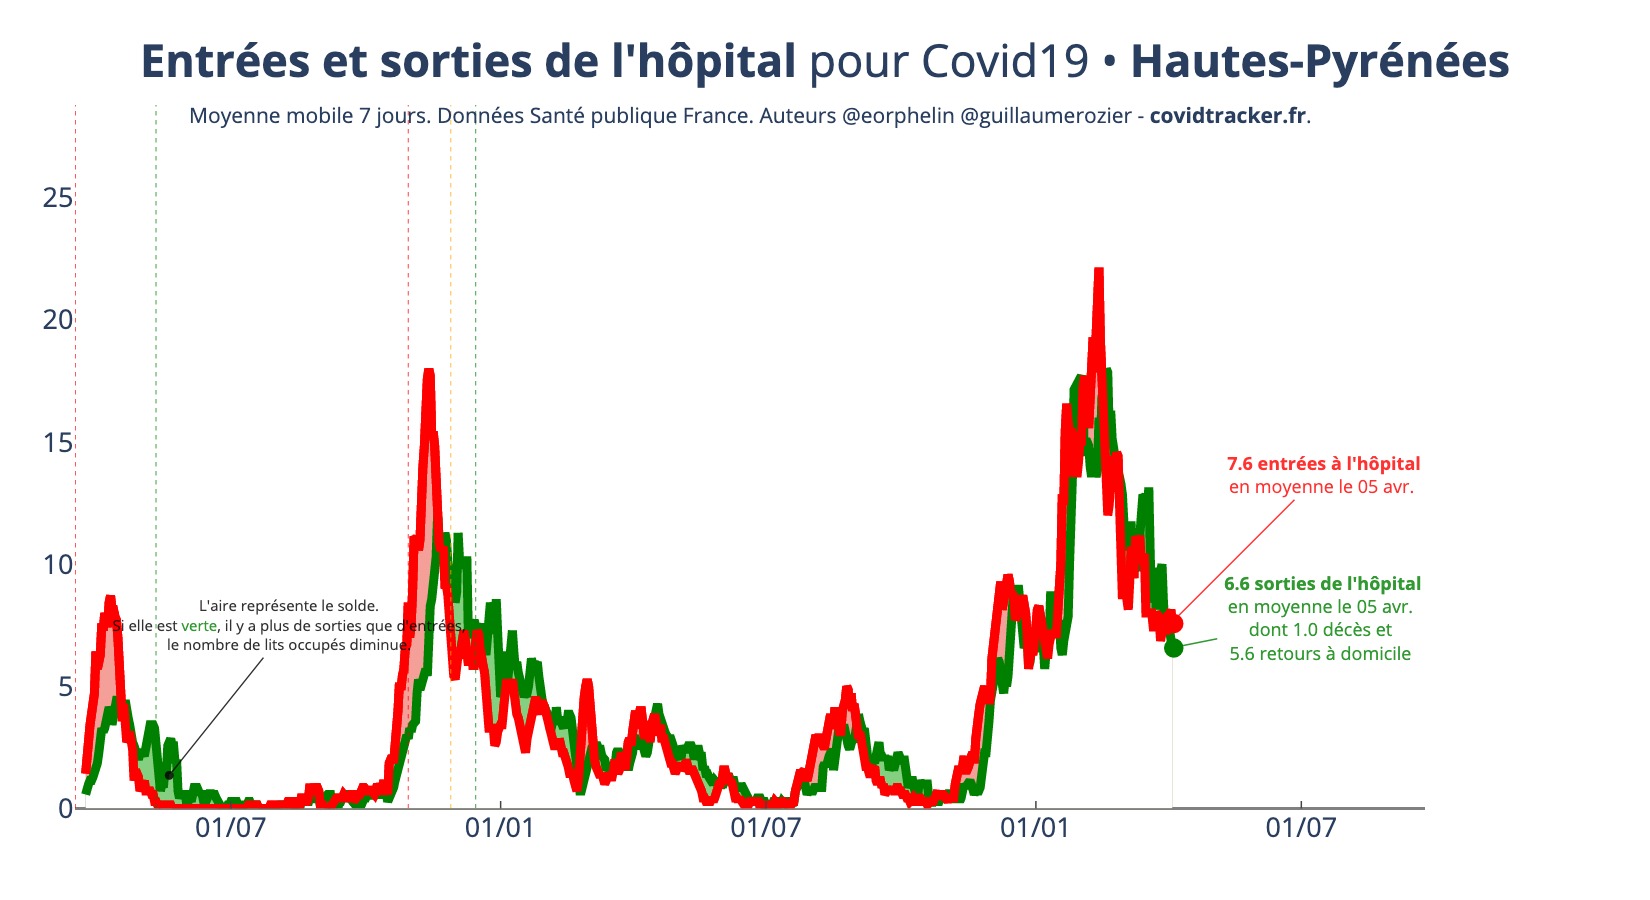 Entrées et sorties de l'hôpital pour Covid19 • Hautes-Pyrénées
Moyenne mobile 7 jours. Données Santé publique France. Auteurs @eorphelin @guillaumerozier - covidtracker.fr.
25
20
15
10
5
0
7.6 entrées à l'hôpital
en moyenne le 05 avr.
6.6 sorties de l'hôpital
en moyenne le 05 avr.
dont 1.0 décès et
5.6 retours à domicile
L'aire représente le solde.
Si elle est verte, il y a plus de sorties que d'entrées,
le nombre de lits occupés diminue.
01/07
01/01
01/07
01/01
01/07